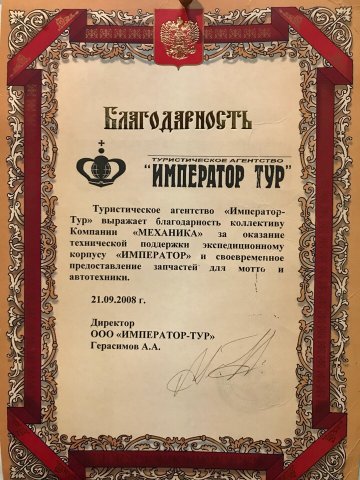 Благодарность
ТУРИСТИЧЕСКОЕ АГЕНТСТВО
"ИМПЕРАТОР ТУР"
Туристическое агентство «Император-
Тур» выражает благодарность коллективу
Компании «МЕХАНИКА» за оказание
технической поддержки экспедиционному
корпусу «ИМПЕРАТОР» и своевременное
предоставление запчастей для мотто и
автотехники.
21.09.2008 г.
Директор
ООО «ИМПЕРАТОР-ТУР»
Герасимов А.А.